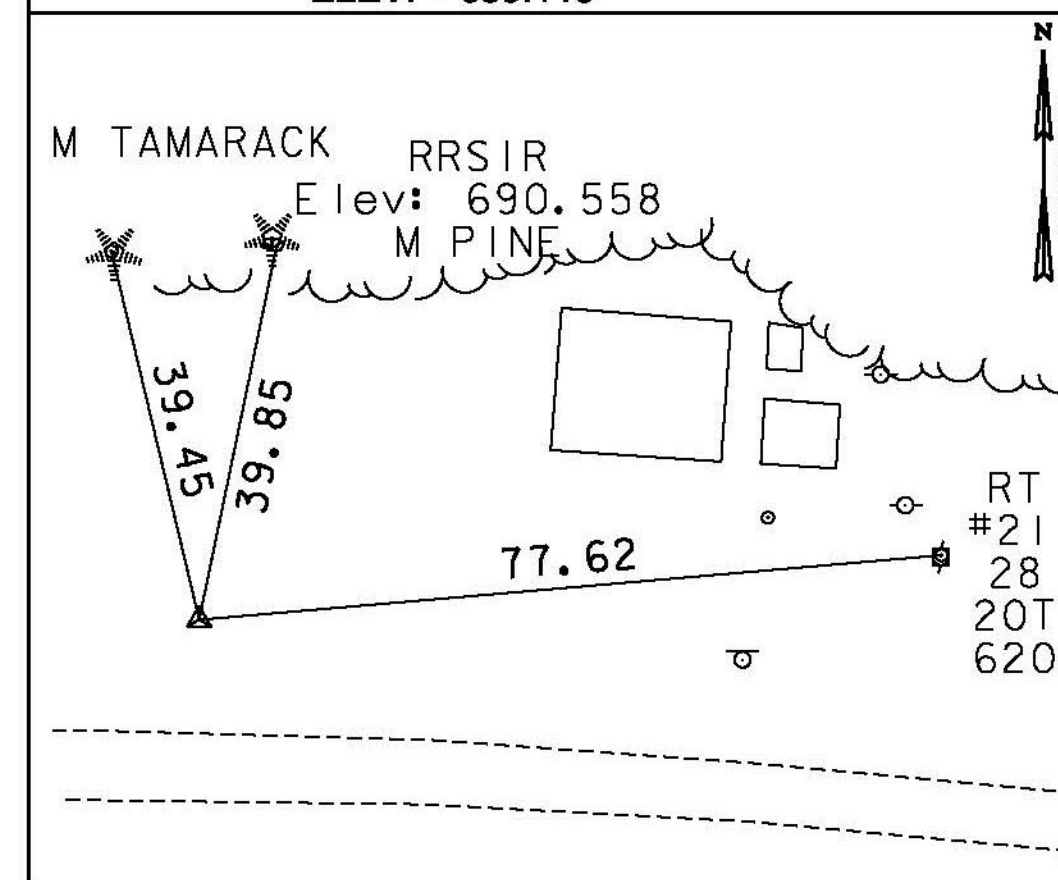 N
M TAMARACK
RRSIR
Elev: 690.558
M PINE
39.45
39.85
77.62
RT
#21
28
20T
620